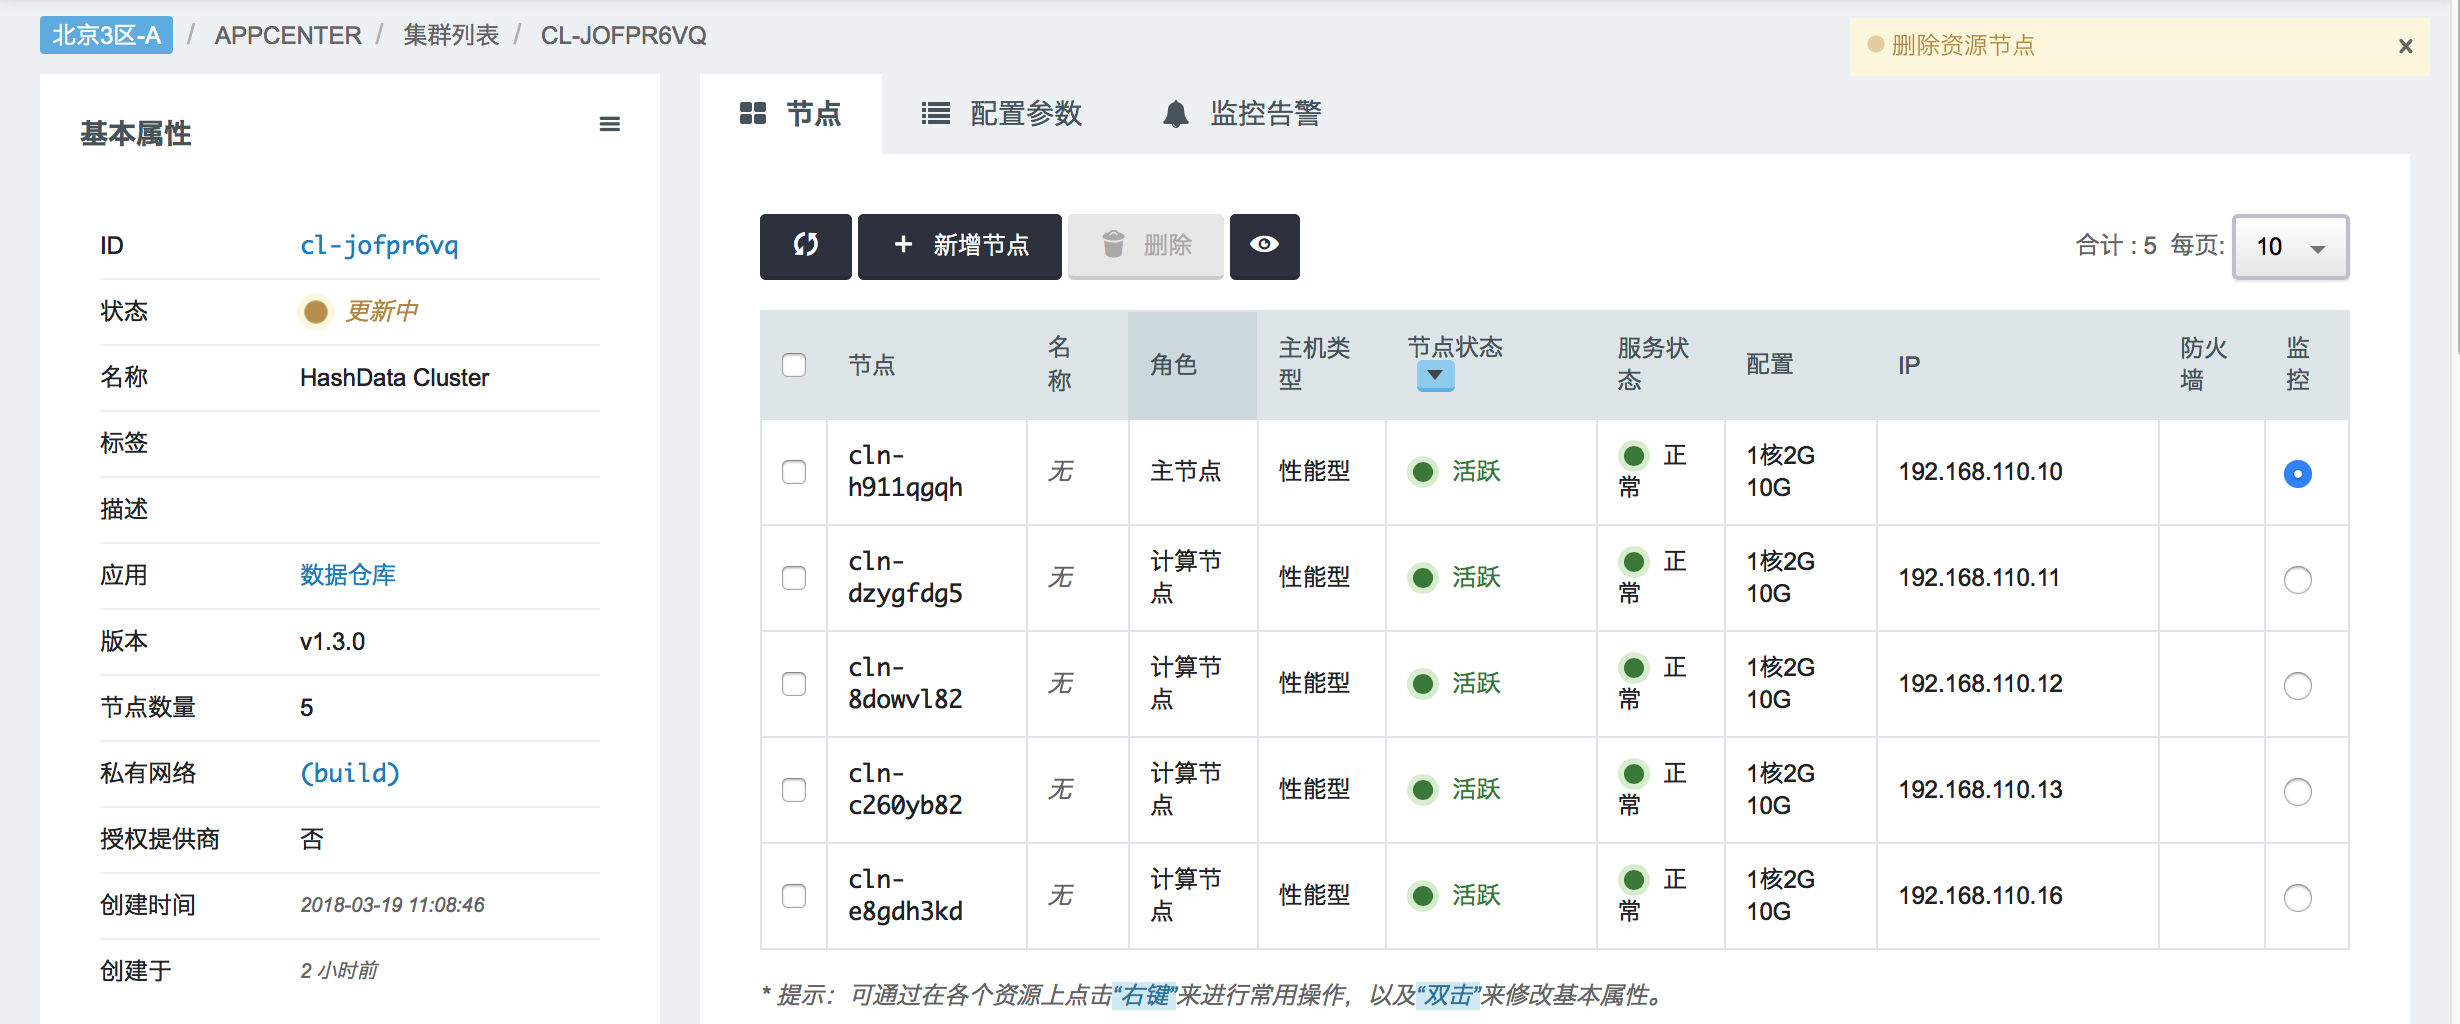 北京3区-A / APPCENTER / 集群列表 / CL-JOFPR6VQ
删除资源节点 ×
基本属性
ID cl-jofpr6vq
状态 更新中
名称 HashData Cluster
标签
描述
应用 数据仓库
版本 v1.3.0
节点数量 5
私有网络 (build)
授权提供商 否
创建时间 2018-03-19 11:08:46
创建于 2 小时前
节点 配置参数 监控告警
+ 新增节点 删除 合计 : 5 每页: 10
节点 名称 角色 主机类型 节点状态 服务状态 配置 IP 防火墙 监控
cln-h911qgqh 无 主节点 性能型 活跃 正常 1核2G 10G 192.168.110.10
cln-dzygfdg5 无 计算节点 性能型 活跃 正常 1核2G 10G 192.168.110.11
cln-8dowvl82 无 计算节点 性能型 活跃 正常 1核2G 10G 192.168.110.12
cln-c260yb82 无 计算节点 性能型 活跃 正常 1核2G 10G 192.168.110.13
cln-e8gdh3kd 无 计算节点 性能型 活跃 正常 1核2G 10G 192.168.110.16
* 提示：可通过在各个资源上点击“右键”来进行常用操作，以及“双击”来修改基本属性。